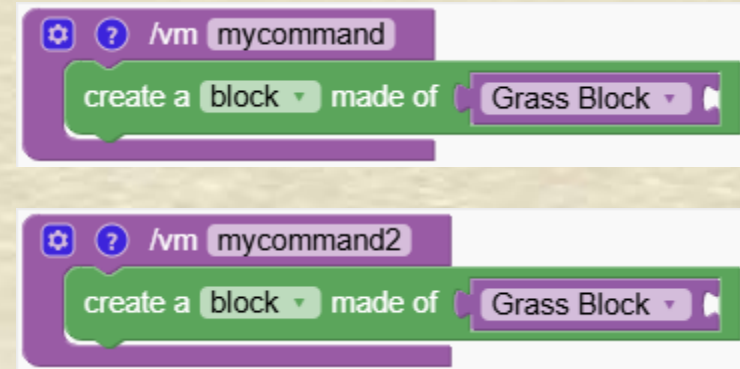 ? /vm mycommand
create a block made of Grass Block
? /vm mycommand2
create a block made of Grass Block